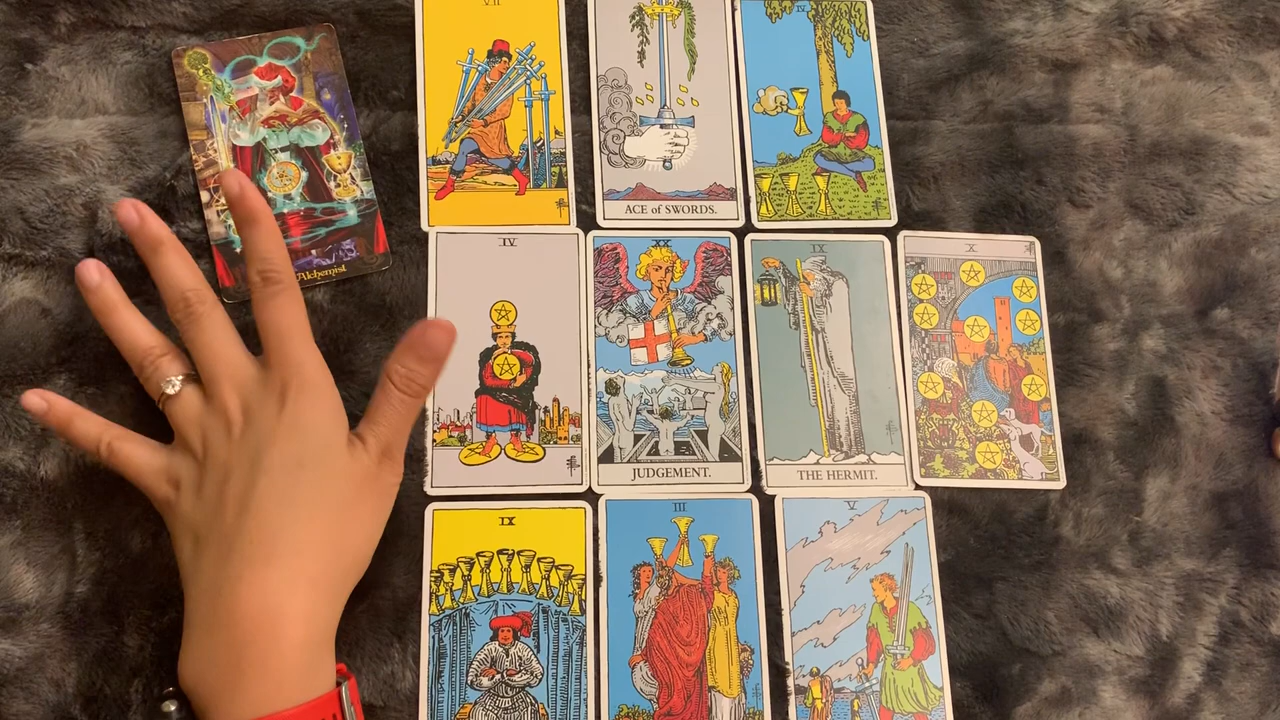 VII
ACE of SWORDS.
IV
Alchemist
IV
XX
JUDGEMENT.
IX
THE HERMIT.
X
IX
III
V